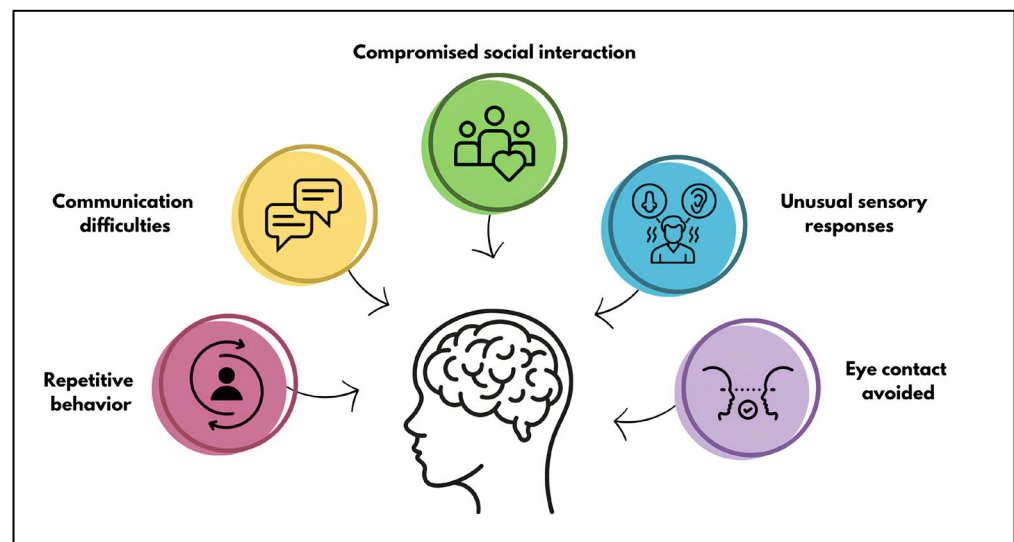 Compromised social interaction
Communication
difficulties
Unusual sensory
responses
Repetitive
behavior
Eye contact
avoided